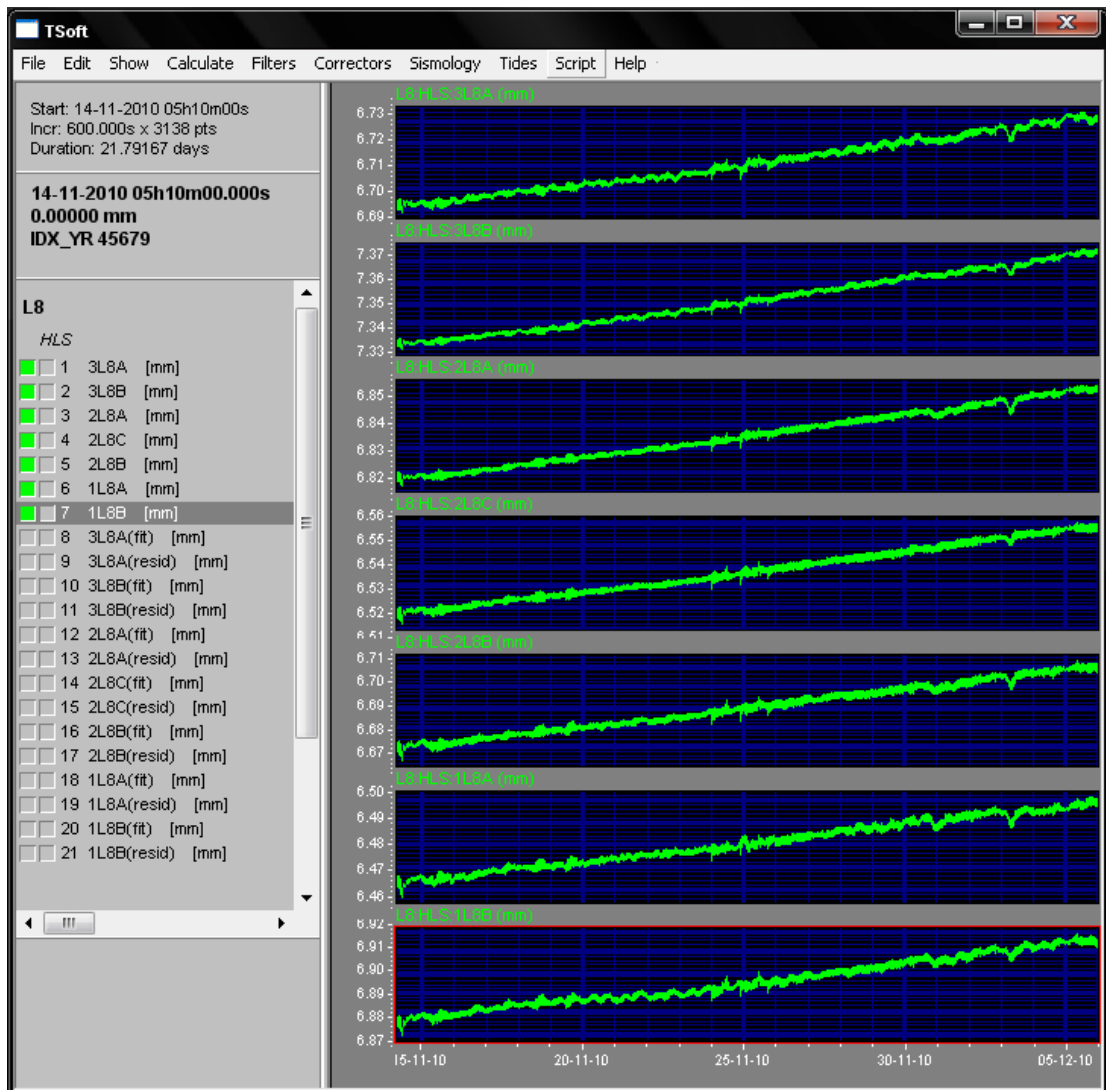 TSoft
File Edit Show Calculate Filters Correctors Sismology Tides Script Help
Start: 14-11-2010 05h10m00s
Incr: 600.000s x 3138 pts
Duration: 21.79167 days
14-11-2010 05h10m00.000s
0.00000 mm
IDX_YR 45679
L8
HLS
1 3L8A [mm]
2 3L8B [mm]
3 2L8A [mm]
4 2L8C [mm]
5 2L8B [mm]
6 1L8A [mm]
7 1L8B [mm]
8 3L8A(fit) [mm]
9 3L8A(resid) [mm]
10 3L8B(fit) [mm]
11 3L8B(resid) [mm]
12 2L8A(fit) [mm]
13 2L8A(resid) [mm]
14 2L8C(fit) [mm]
15 2L8C(resid) [mm]
16 2L8B(fit) [mm]
17 2L8B(resid) [mm]
18 1L8A(fit) [mm]
19 1L8A(resid) [mm]
20 1L8B(fit) [mm]
21 1L8B(resid) [mm]
L8:HLS:3L8A (mm)
6.73
6.72
6.71
6.70
6.69
L8:HLS:3L8B (mm)
7.37
7.36
7.35
7.34
7.33
L8:HLS:2L8A (mm)
6.85
6.84
6.83
6.82
L8:HLS:2L8C (mm)
6.56
6.55
6.54
6.53
6.52
6.51
L8:HLS:2L8B (mm)
6.71
6.70
6.69
6.68
6.67
L8:HLS:1L8A (mm)
6.50
6.49
6.48
6.47
6.46
L8:HLS:1L8B (mm)
6.92
6.91
6.90
6.89
6.88
6.87
15-11-10 20-11-10 25-11-10 30-11-10 05-12-10